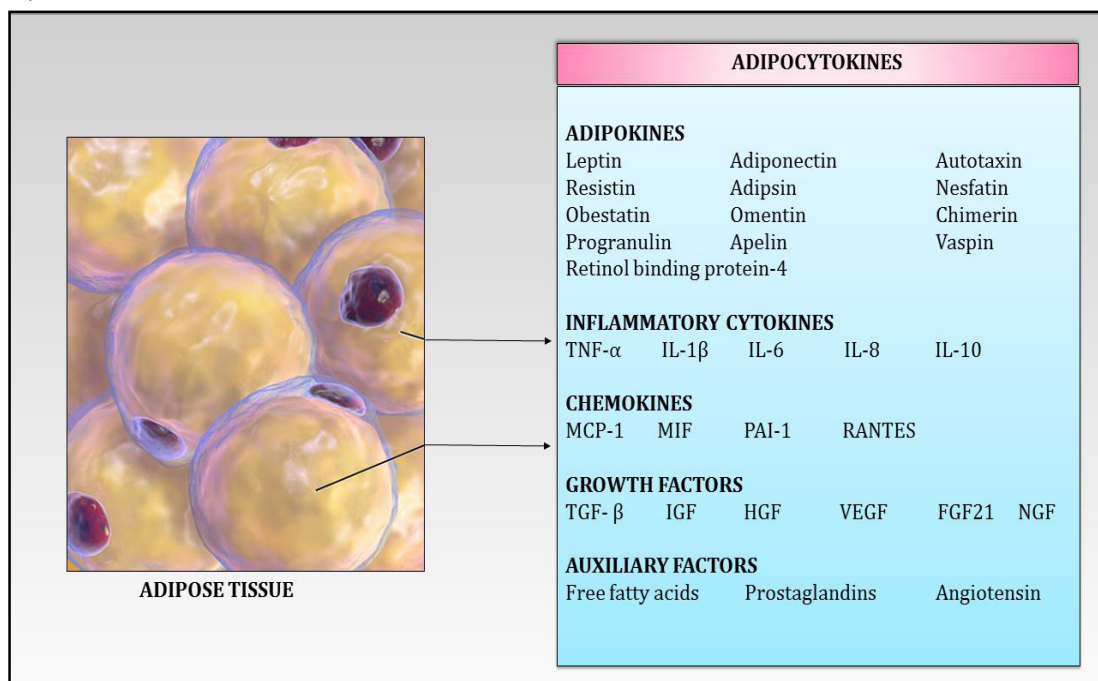 ADIPOCYTOKINES
ADIPOKINES
Leptin Adiponectin Autotaxin
Resistin Adipsin Nesfatin
Obestatin Omentin Chimerin
Progranulin Apelin Vaspin
Retinol binding protein-4
INFLAMMATORY CYTOKINES
TNF-α IL-1β IL-6 IL-8 IL-10
CHEMOKINES
MCP-1 MIF PAI-1 RANTES
GROWTH FACTORS
TGF- β IGF HGF VEGF FGF21 NGF
AUXILIARY FACTORS
Free fatty acids Prostaglandins Angiotensin
ADIPOSE TISSUE